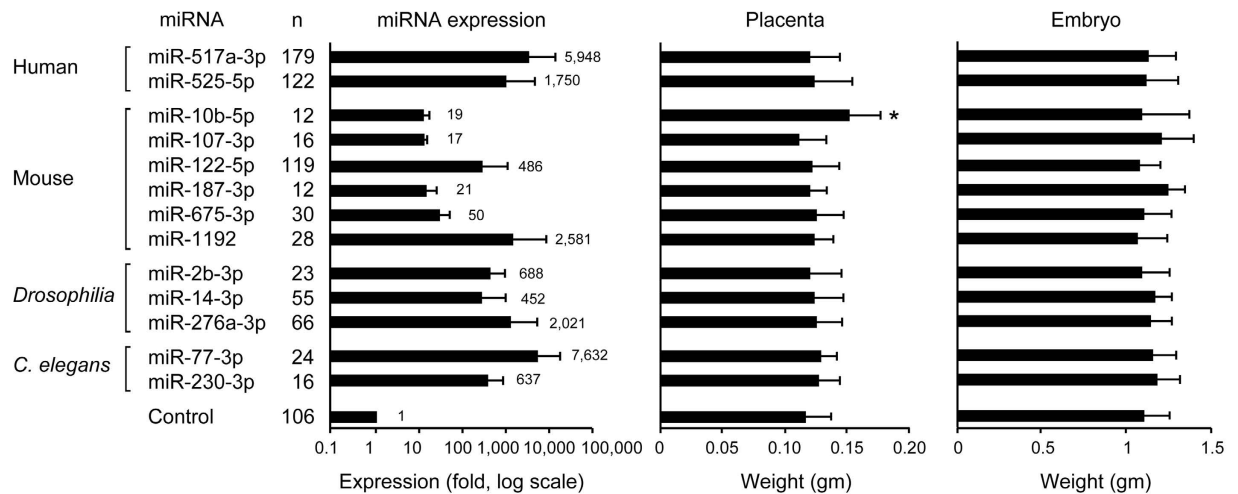 miRNA n miRNA expression Placenta Embryo
Human miR-517a-3p 179 5,948
miR-525-5p 122 1,750
Mouse miR-10b-5p 12 19 *
miR-107-3p 16 17
miR-122-5p 119 486
miR-187-3p 12 21
miR-675-3p 30 50
miR-1192 28 2,581
Drosophilia miR-2b-3p 23 688
miR-14-3p 55 452
miR-276a-3p 66 2,021
C. elegans miR-77-3p 24 7,632
miR-230-3p 16 637
Control 106 1
0.1 1 10 100 1,000 10,000 100,000 0 0.05 0.10 0.15 0.20 0 0.5 1 1.5
Expression (fold, log scale) Weight (gm) Weight (gm)